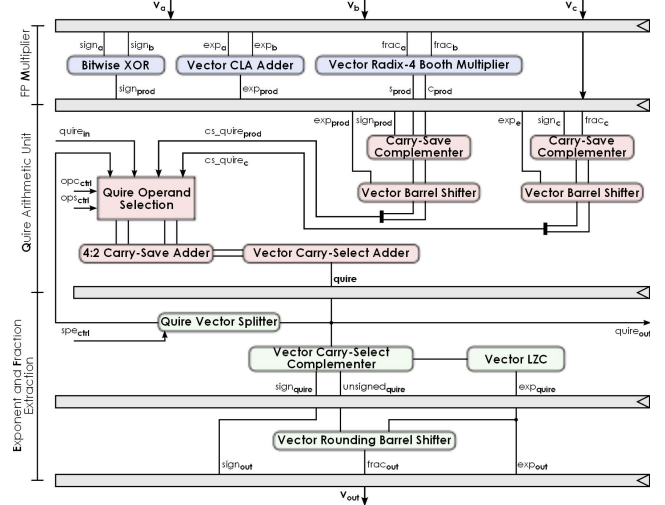 va vb vc
signa signb expa expb fraca fracb
Bitwise XOR Vector CLA Adder Vector Radix-4 Booth Multiplier
signprod expprod sprod cprod
FP Multiplier
expprod signprod expe signc fracc
quirein cs_quireprod Carry-Save Complementer Carry-Save Complementer
cs_quirec
opcctrl
opsctrl
Quire Operand Selection
Vector Barrel Shifter Vector Barrel Shifter
4:2 Carry-Save Adder Vector Carry-Select Adder
quire
Quire Arithmetic Unit
Quire Vector Splitter
spectrl quireout
Vector Carry-Select Complementer Vector LZC
signquire unsignedquire expquire
Vector Rounding Barrel Shifter
signout fracout expout
Exponent and Fraction Extraction
vout